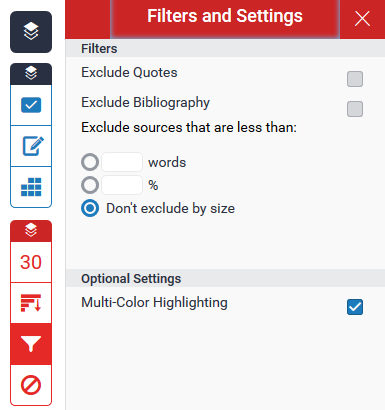 Filters and Settings
Filters
Exclude Quotes
Exclude Bibliography
Exclude sources that are less than:
words
%
Don't exclude by size
Optional Settings
Multi-Color Highlighting
30